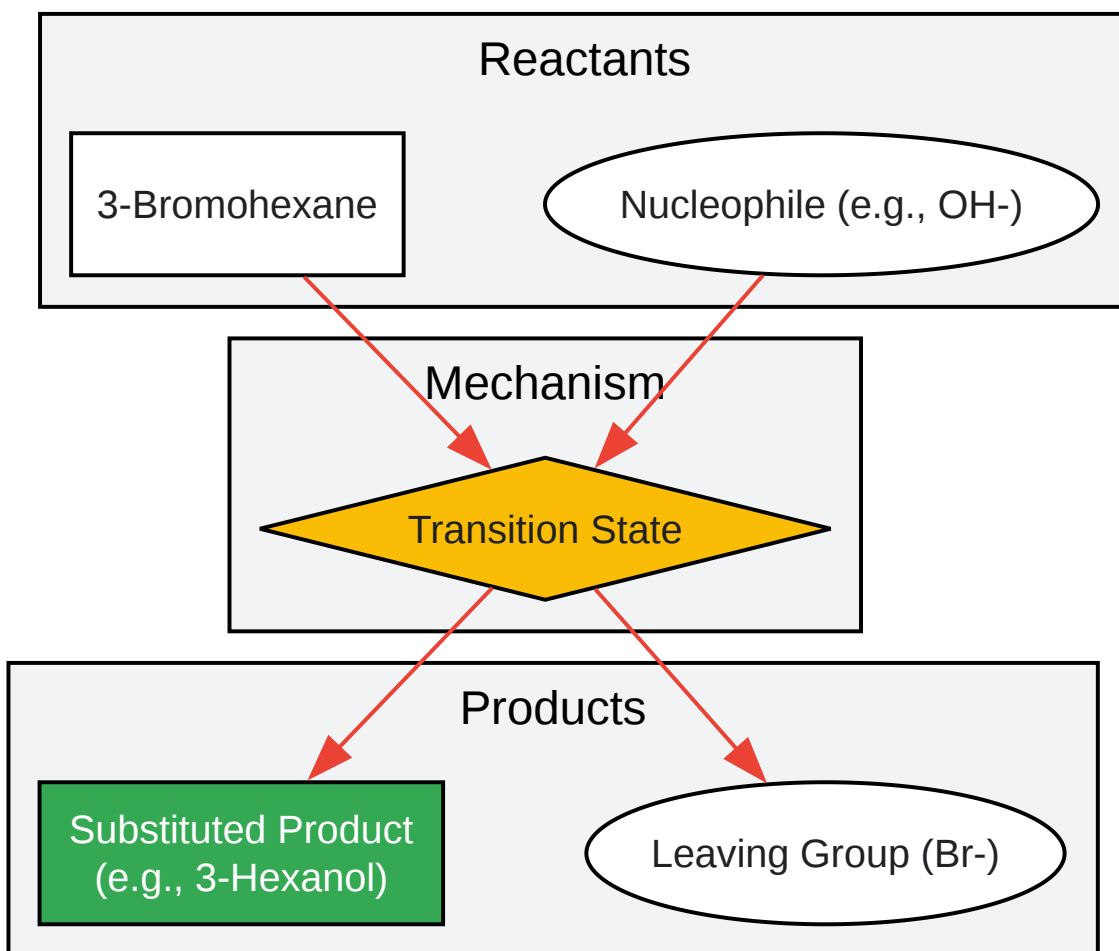 Reactants
3-Bromohexane
Nucleophile (e.g., OH-)
Mechanism
Transition State
Products
Substituted Product
(e.g., 3-Hexanol)
Leaving Group (Br-)